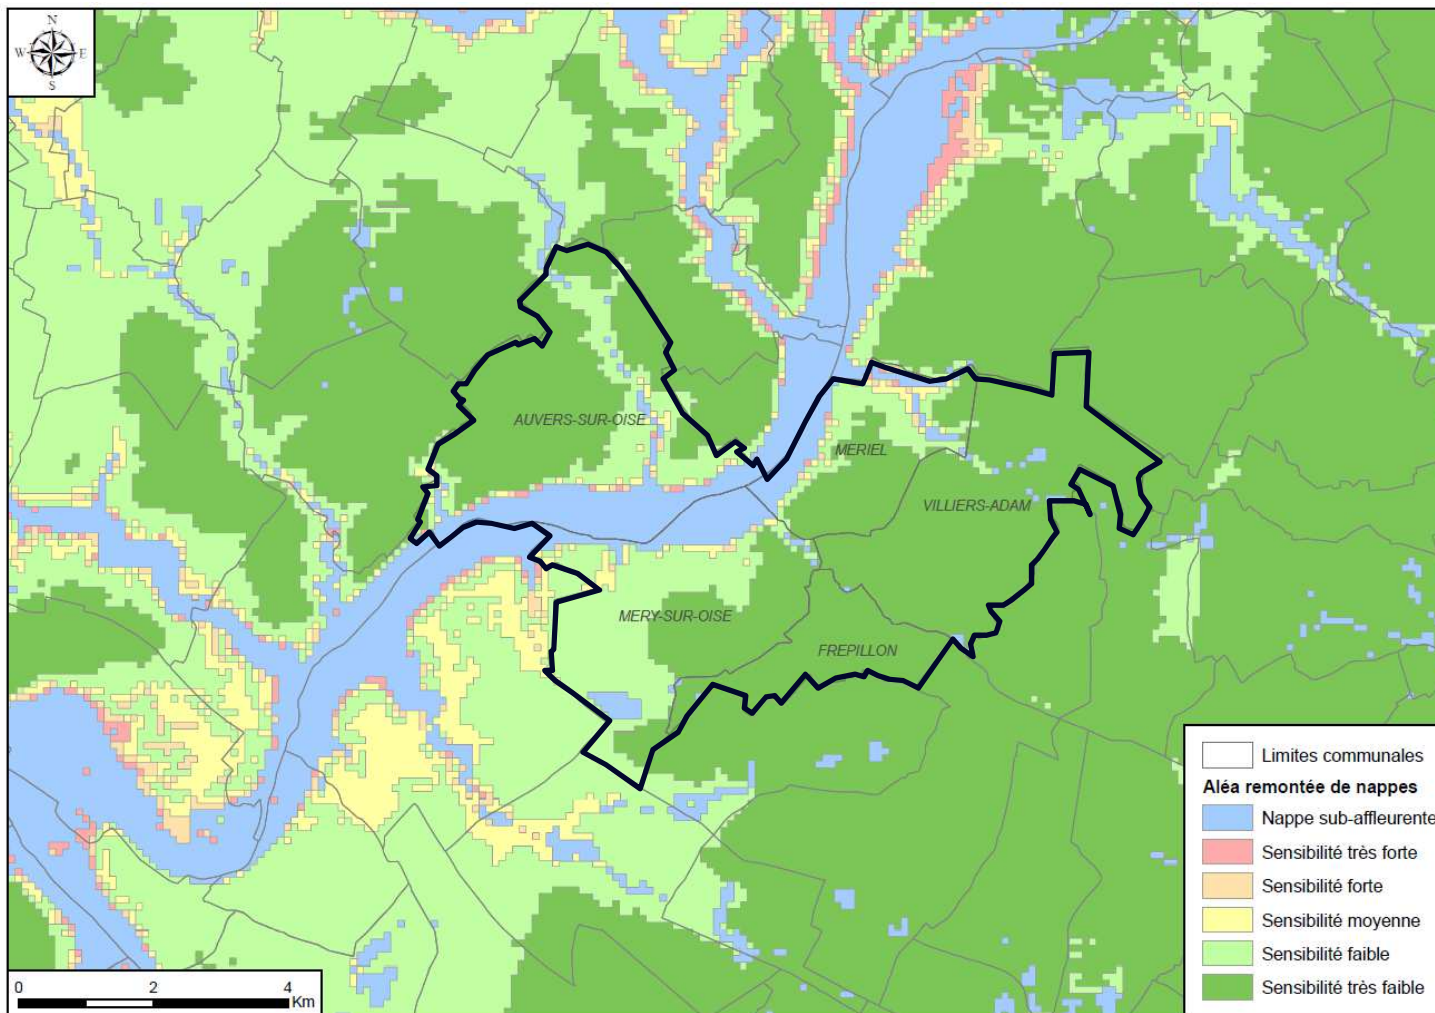 N
W E
S
AUVERS-SUR-OISE
MERIEL
VILLIERS-ADAM
MERY-SUR-OISE
FREPILLON
Limites communales
Aléa remontée de nappes
Nappe sub-affleurente
Sensibilité très forte
Sensibilité forte
Sensibilité moyenne
Sensibilité faible
Sensibilité très faible
0 2 4
Km